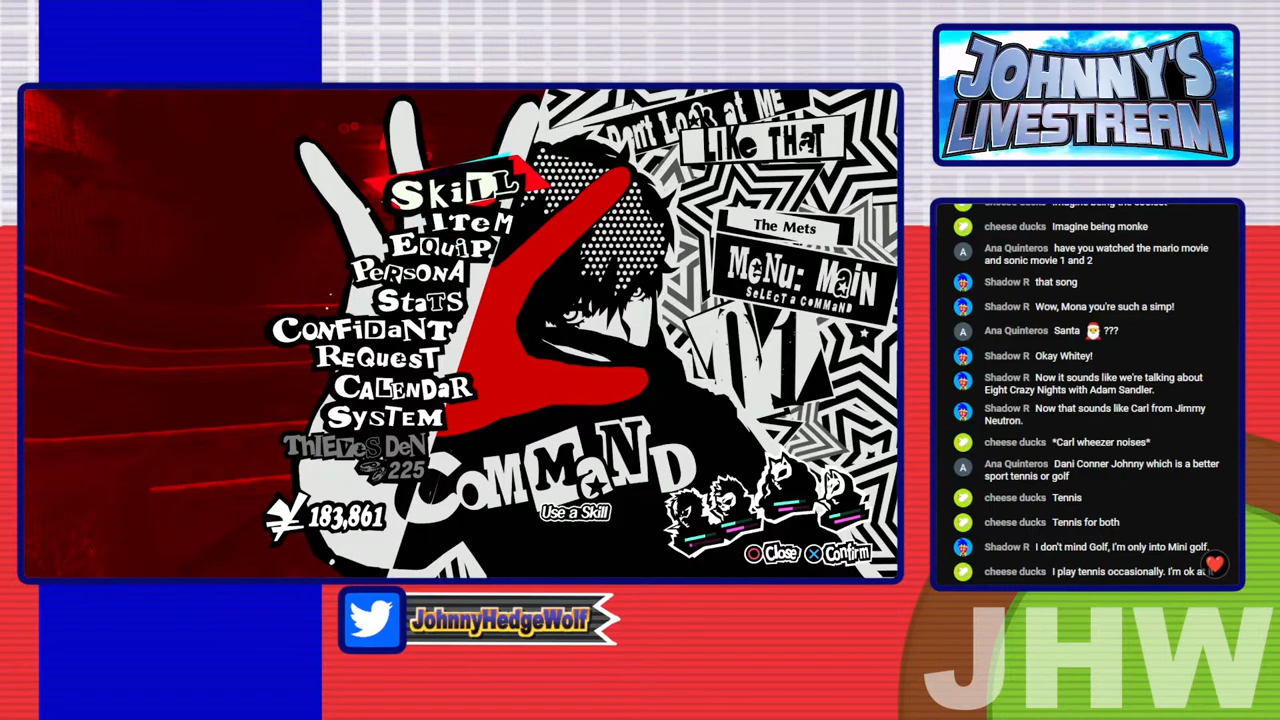 JOHNNY'S
LIVESTREAM
Don't Look at ME
LIKE THAT
The Mets
MENU: MAIN
SELECT A COMMAND
SKILL
ITEM
EQUIP
PERSONA
STATS
CONFIDANT
REQUEST
CALENDAR
SYSTEM
THIEVES DEN
225
¥ 183,861
COMMAND
Use a Skill
Close
Confirm
cheese ducks Imagine being monke
Ana Quinteros have you watched the mario movie
and sonic movie 1 and 2
Shadow R that song
Shadow R Wow, Mona you're such a simp!
Ana Quinteros Santa 🎅 ???
Shadow R Okay Whitey!
Shadow R Now it sounds like we're talking about
Eight Crazy Nights with Adam Sandler.
Shadow R Now that sounds like Carl from Jimmy
Neutron.
cheese ducks *Carl wheezer noises*
Ana Quinteros Dani Conner Johnny which is a better
sport tennis or golf
cheese ducks Tennis
cheese ducks Tennis for both
Shadow R I don't mind Golf, I'm only into Mini golf.
cheese ducks I play tennis occasionally. I'm ok at
JohnnyHedgeWolf
JHW